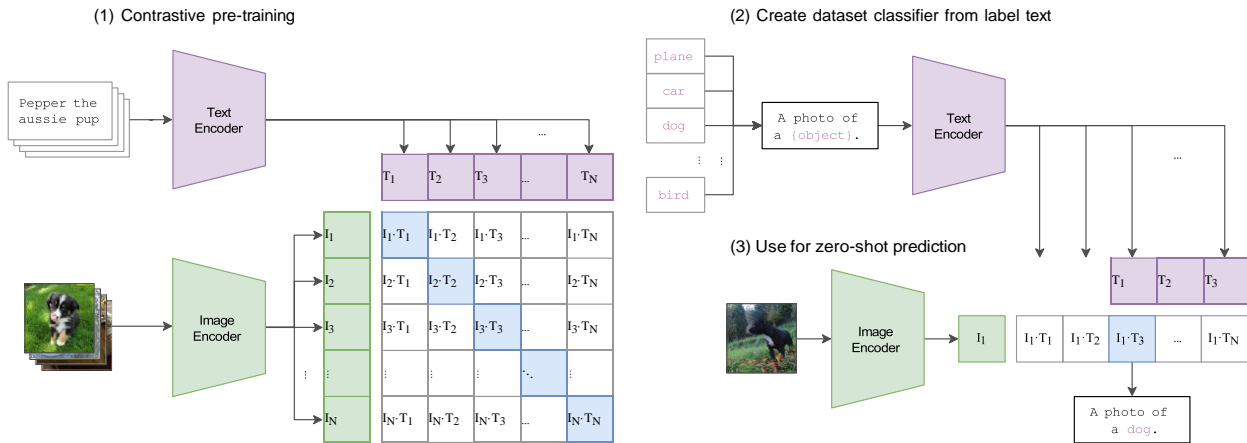 (1) Contrastive pre-training
Pepper the
aussie pup
Text
Encoder
...
T1 T2 T3 ... TN
I1 I1·T1 I1·T2 I1·T3 ... I1·TN
I2 I2·T1 I2·T2 I2·T3 ... I2·TN
Image
Encoder
I3 I3·T1 I3·T2 I3·T3 ... I3·TN
⋮ ⋮ ⋮ ⋮ ⋮ ⋱ ⋮
IN IN·T1 IN·T2 IN·T3 ... IN·TN
(2) Create dataset classifier from label text
plane
car
dog
⋮ ⋮
bird
A photo of
a {object}.
Text
Encoder
...
(3) Use for zero-shot prediction
T1 T2 T3
Image
Encoder
I1 I1·T1 I1·T2 I1·T3 ... I1·TN
A photo of
a dog.